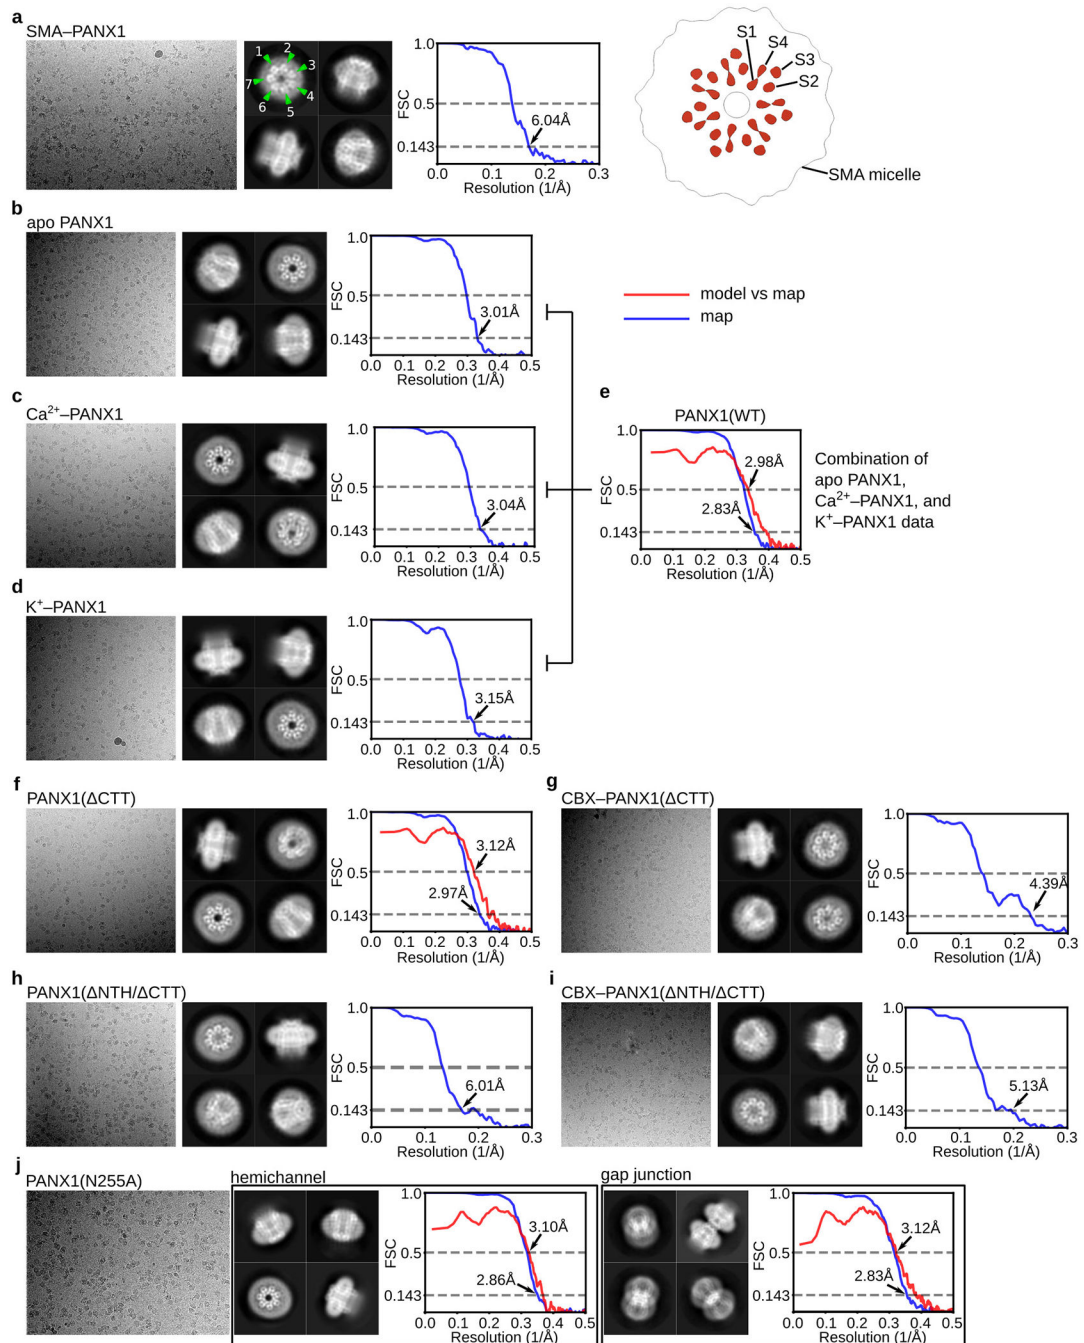 a
SMA–PANX1
1 2 3 4 5 6 7
1.0
0.5
0.143
FSC
6.04Å
0.0 0.1 0.2 0.3
Resolution (1/Å)
S1 S4
S3
S2
SMA micelle
b
apo PANX1
1.0
0.5
0.143
FSC
3.01Å
0.0 0.1 0.2 0.3 0.4 0.5
Resolution (1/Å)
model vs map
map
c
Ca²⁺–PANX1
1.0
0.5
0.143
FSC
3.04Å
0.0 0.1 0.2 0.3 0.4 0.5
Resolution (1/Å)
d
K⁺–PANX1
1.0
0.5
0.143
FSC
3.15Å
0.0 0.1 0.2 0.3 0.4 0.5
Resolution (1/Å)
e
PANX1(WT)
1.0
0.5
0.143
FSC
2.98Å
2.83Å
0.0 0.1 0.2 0.3 0.4 0.5
Resolution (1/Å)
Combination of
apo PANX1,
Ca²⁺–PANX1, and
K⁺–PANX1 data
f
PANX1(ΔCTT)
1.0
0.5
0.143
FSC
3.12Å
2.97Å
0.0 0.1 0.2 0.3 0.4 0.5
Resolution (1/Å)
g
CBX–PANX1(ΔCTT)
1.0
0.5
0.143
FSC
4.39Å
0.0 0.1 0.2 0.3
Resolution (1/Å)
h
PANX1(ΔNTH/ΔCTT)
1.0
0.5
0.143
FSC
6.01Å
0.0 0.1 0.2 0.3
Resolution (1/Å)
i
CBX–PANX1(ΔNTH/ΔCTT)
1.0
0.5
0.143
FSC
5.13Å
0.0 0.1 0.2 0.3
Resolution (1/Å)
j
PANX1(N255A)
hemichannel
1.0
0.5
0.143
FSC
3.10Å
2.86Å
0.0 0.1 0.2 0.3 0.4 0.5
Resolution (1/Å)
gap junction
1.0
0.5
0.143
FSC
3.12Å
2.83Å
0.0 0.1 0.2 0.3 0.4 0.5
Resolution (1/Å)